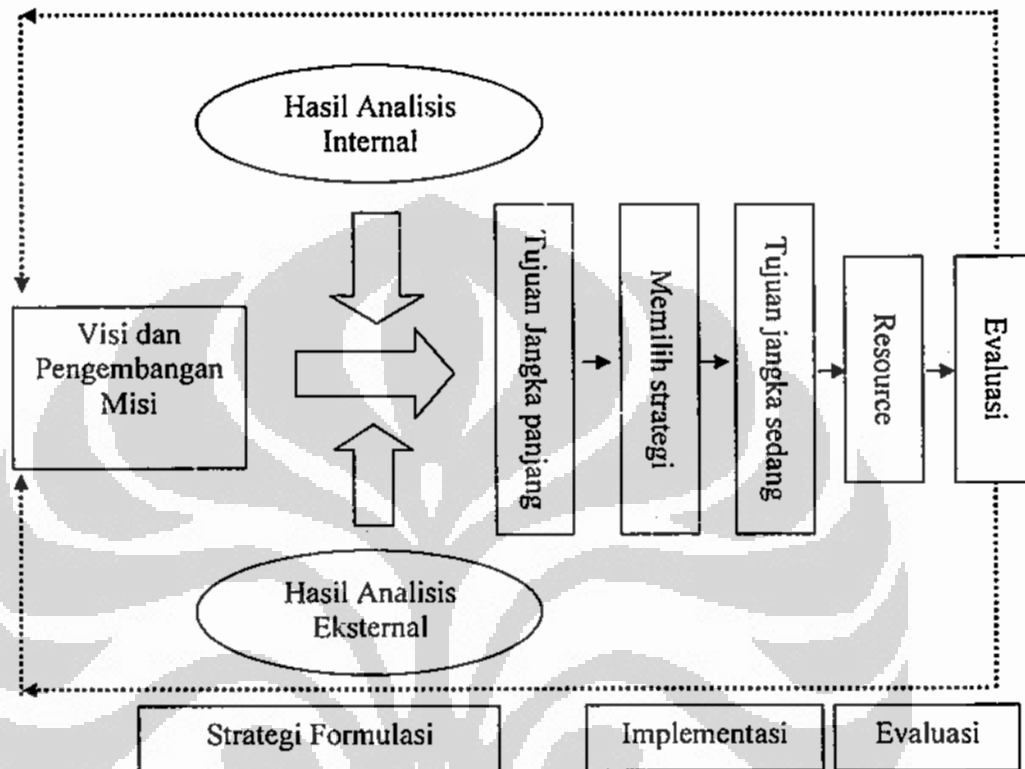 Hasil Analisis
Internal
Visi dan
Pengembangan
Misi
Tujuan Jangka panjang
Memilih strategi
Tujuan jangka sedang
Resource
Evaluasi
Hasil Analisis
Eksternal
Strategi Formulasi
Implementasi
Evaluasi